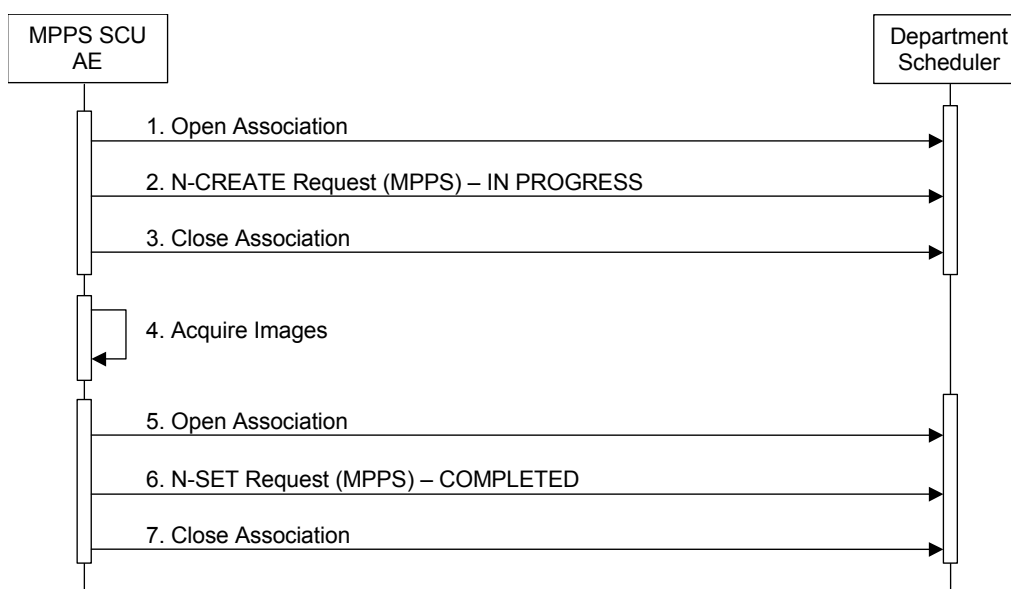 MPPS SCU
AE
Department
Scheduler
1. Open Association
2. N-CREATE Request (MPPS) – IN PROGRESS
3. Close Association
4. Acquire Images
5. Open Association
6. N-SET Request (MPPS) – COMPLETED
7. Close Association